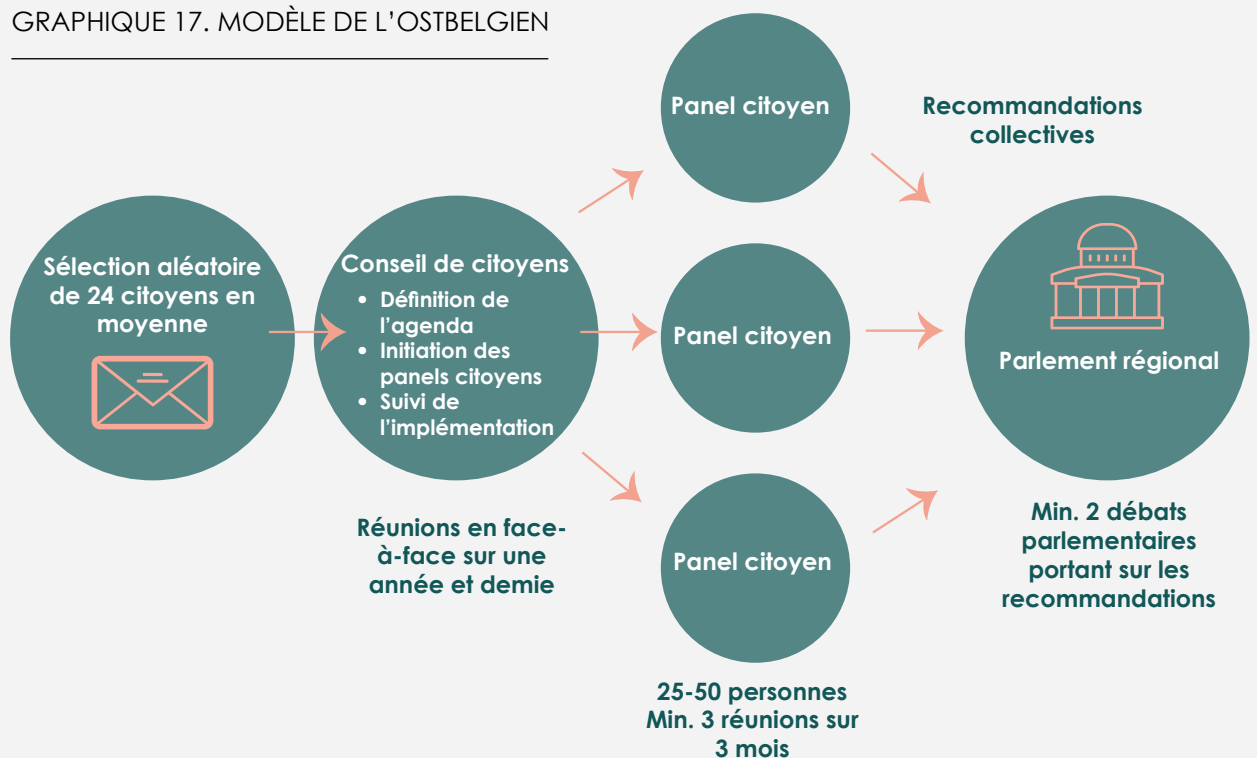 GRAPHIQUE 17. MODÈLE DE L’OSTBELGIEN
Sélection aléatoire
de 24 citoyens en
moyenne
Conseil de citoyens
• Définition de
l’agenda
• Initiation des
panels citoyens
• Suivi de
l’implémentation
Réunions en face-
à-face sur une
année et demie
Panel citoyen
Panel citoyen
Panel citoyen
25-50 personnes
Min. 3 réunions sur
3 mois
Recommandations
collectives
Parlement régional
Min. 2 débats
parlementaires
portant sur les
recommandations